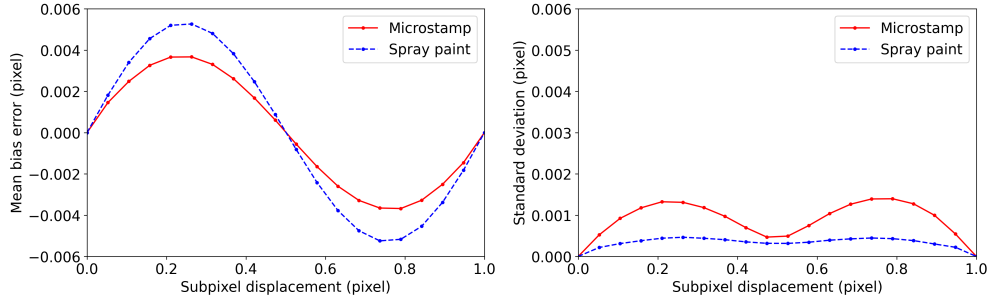 0.006
0.004
0.002
0.000
−0.002
−0.004
−0.006
Mean bias error (pixel)
0.0 0.2 0.4 0.6 0.8 1.0
Subpixel displacement (pixel)
Microstamp
Spray paint
0.006
0.005
0.004
0.003
0.002
0.001
0.000
Standard deviation (pixel)
0.0 0.2 0.4 0.6 0.8 1.0
Subpixel displacement (pixel)
Microstamp
Spray paint